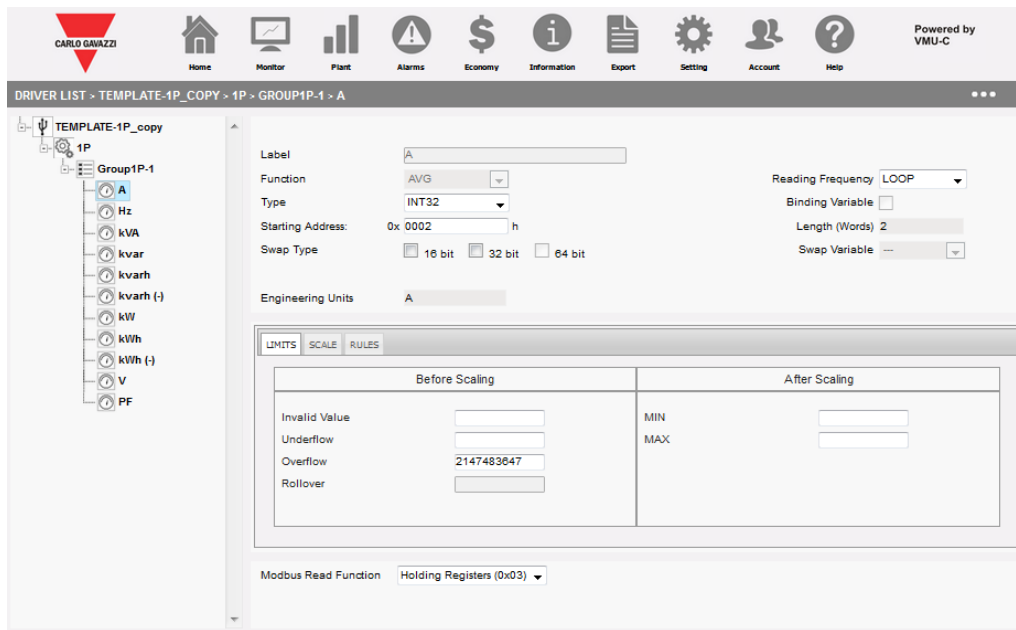 CARLO GAVAZZI
Home
Monitor
Plant
Alarms
Economy
Information
Export
Setting
Account
Help
Powered by
VMU-C
DRIVER LIST > TEMPLATE-1P_COPY > 1P > GROUP1P-1 > A
TEMPLATE-1P_copy
1P
Group1P-1
A
Hz
kVA
kvar
kvarh
kvarh (-)
kW
kWh
kWh (-)
V
PF
Label A
Function AVG Reading Frequency LOOP
Type INT32 Binding Variable
Starting Address: 0x 0002 h Length (Words) 2
Swap Type 16 bit 32 bit 64 bit Swap Variable ---
Engineering Units A
LIMITS SCALE RULES
Before Scaling After Scaling
Invalid Value MIN
Underflow MAX
Overflow 2147483647
Rollover
Modbus Read Function Holding Registers (0x03)